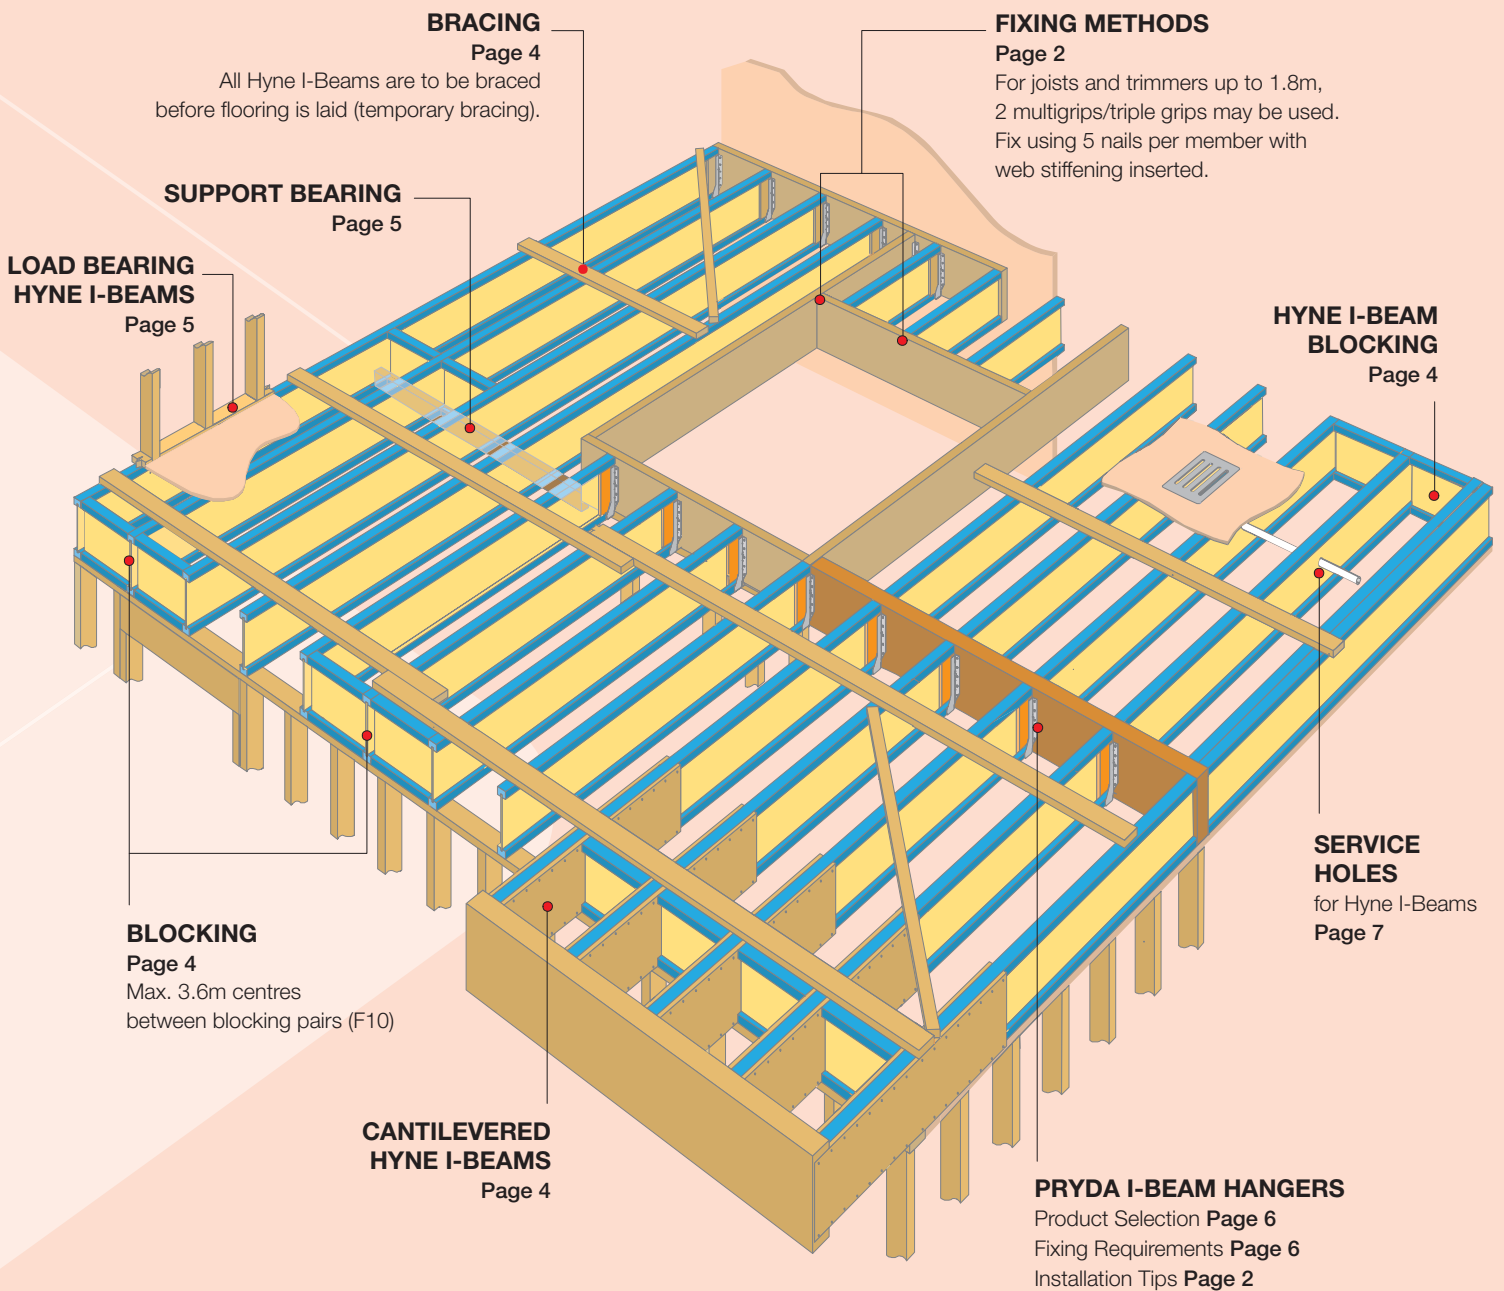 BRACING
Page 4
All Hyne I-Beams are to be braced
before flooring is laid (temporary bracing).
FIXING METHODS
Page 2
For joists and trimmers up to 1.8m,
2 multigrips/triple grips may be used.
Fix using 5 nails per member with
web stiffening inserted.
SUPPORT BEARING
Page 5
LOAD BEARING
HYNE I-BEAMS
Page 5
HYNE I-BEAM
BLOCKING
Page 4
SERVICE
HOLES
for Hyne I-Beams
Page 7
BLOCKING
Page 4
Max. 3.6m centres
between blocking pairs (F10)
CANTILEVERED
HYNE I-BEAMS
Page 4
PRYDA I-BEAM HANGERS
Product Selection Page 6
Fixing Requirements Page 6
Installation Tips Page 2